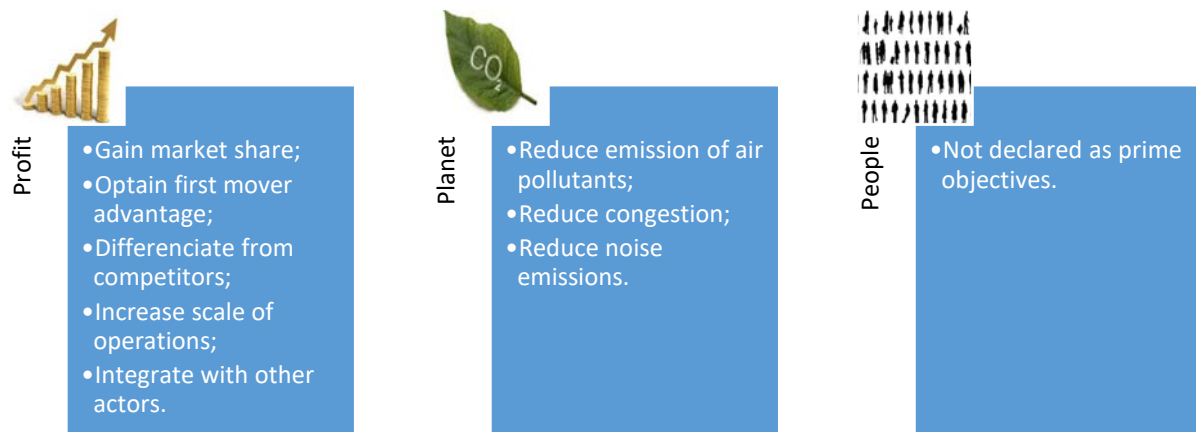 Profit
•Gain market share;
•Optain first mover
advantage;
•Differenciate from
competitors;
•Increase scale of
operations;
•Integrate with other
actors.
CO2
Planet
•Reduce emission of air
pollutants;
•Reduce congestion;
•Reduce noise
emissions.
People
•Not declared as prime
objectives.